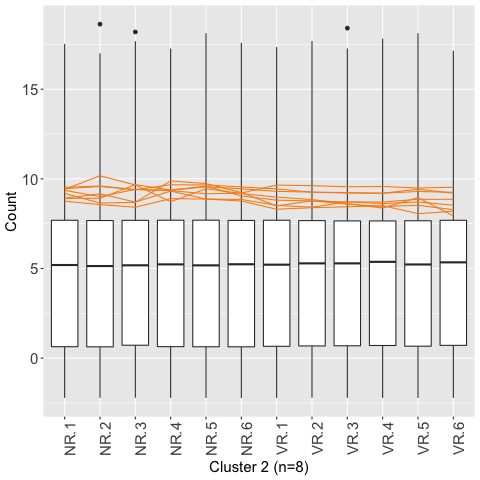 Count
15
10
5
0
NR.1
NR.2
NR.3
NR.4
NR.5
NR.6
VR.1
VR.2
VR.3
VR.4
VR.5
VR.6
Cluster 2 (n=8)